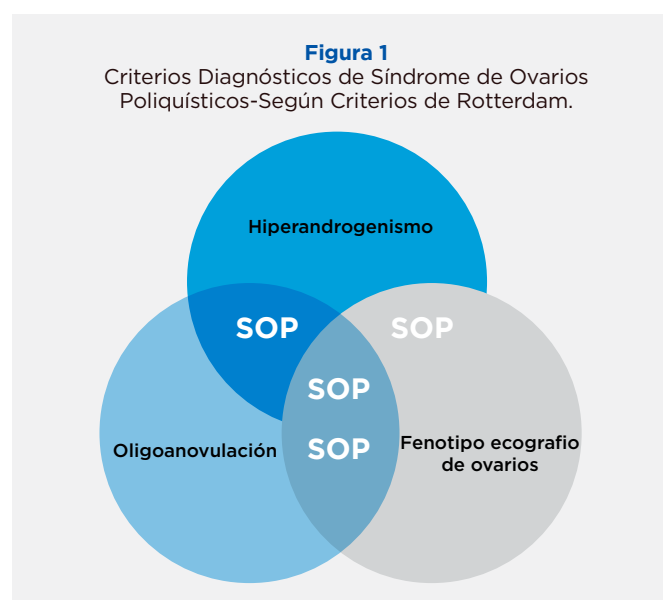 Figura 1
Criterios Diagnósticos de Síndrome de Ovarios
Poliquísticos-Según Criterios de Rotterdam.
Hiperandrogenismo
SOP
SOP
SOP
Oligoanovulación
SOP
Fenotipo ecografio
de ovarios